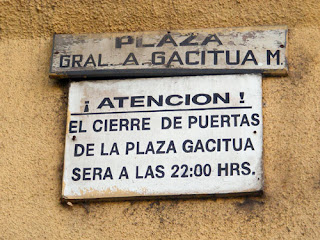 PLAZA
GRAL. A. GACITUA M.
¡ ATENCION !
EL CIERRE DE PUERTAS
DE LA PLAZA GACITUA
SERA A LAS 22:00 HRS.